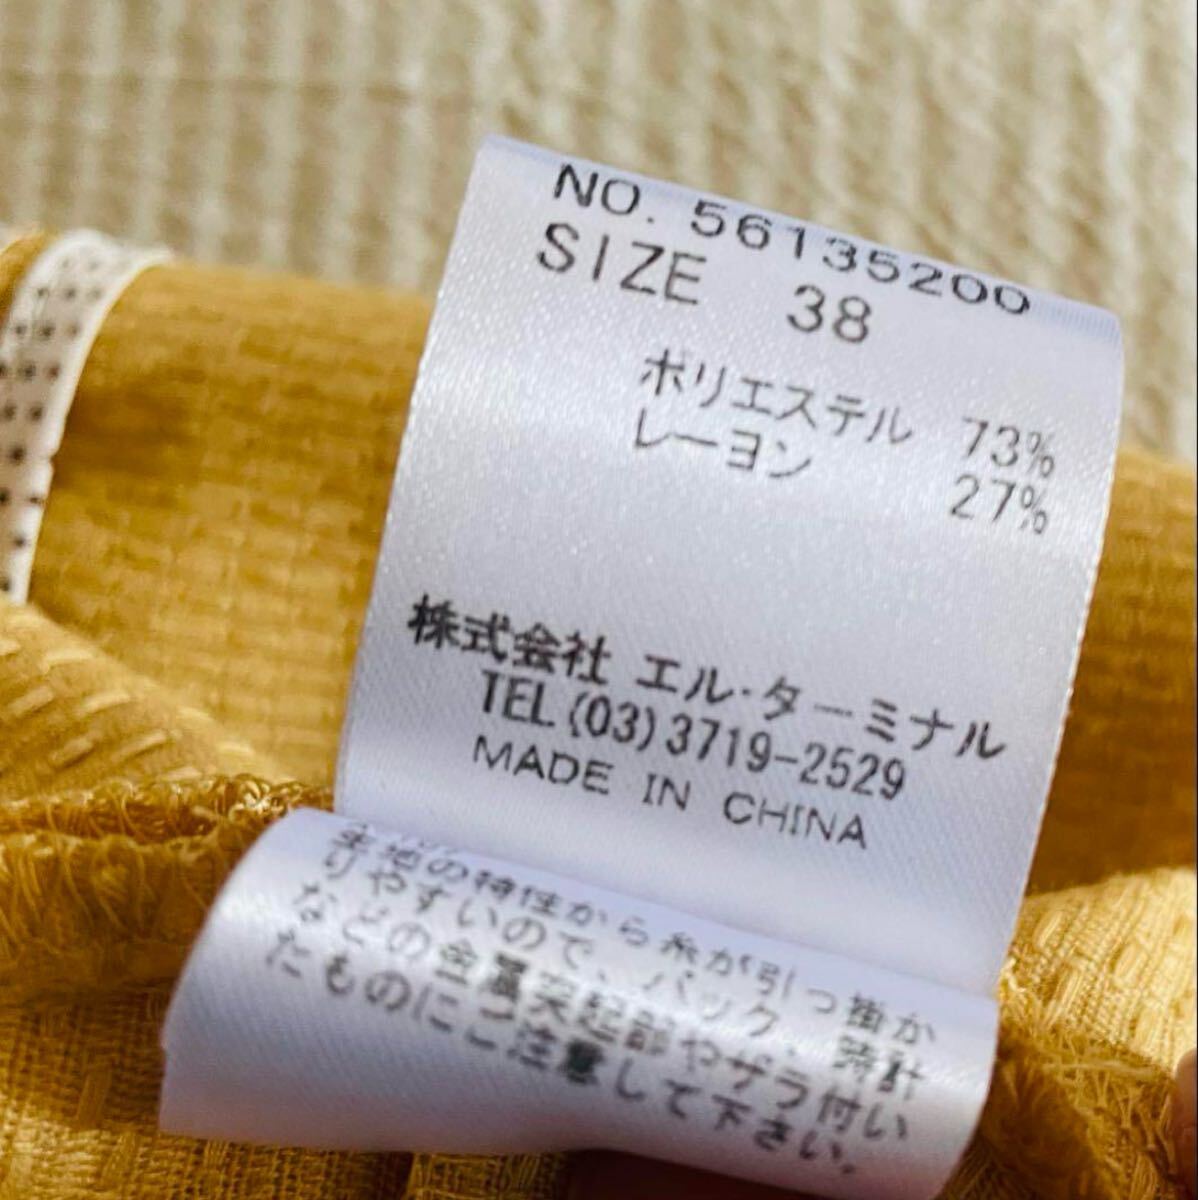 NO. 56135200
SIZE 38
ポリエステル 73%
レーヨン 27%
株式会社 エル・ターミナル
TEL (03) 3719-2529
MADE IN CHINA
生地の特性から糸が引っ掛か
りやすいので、バック、時計
などの金属突起部やザラ付い
たものにご注意して下さい。